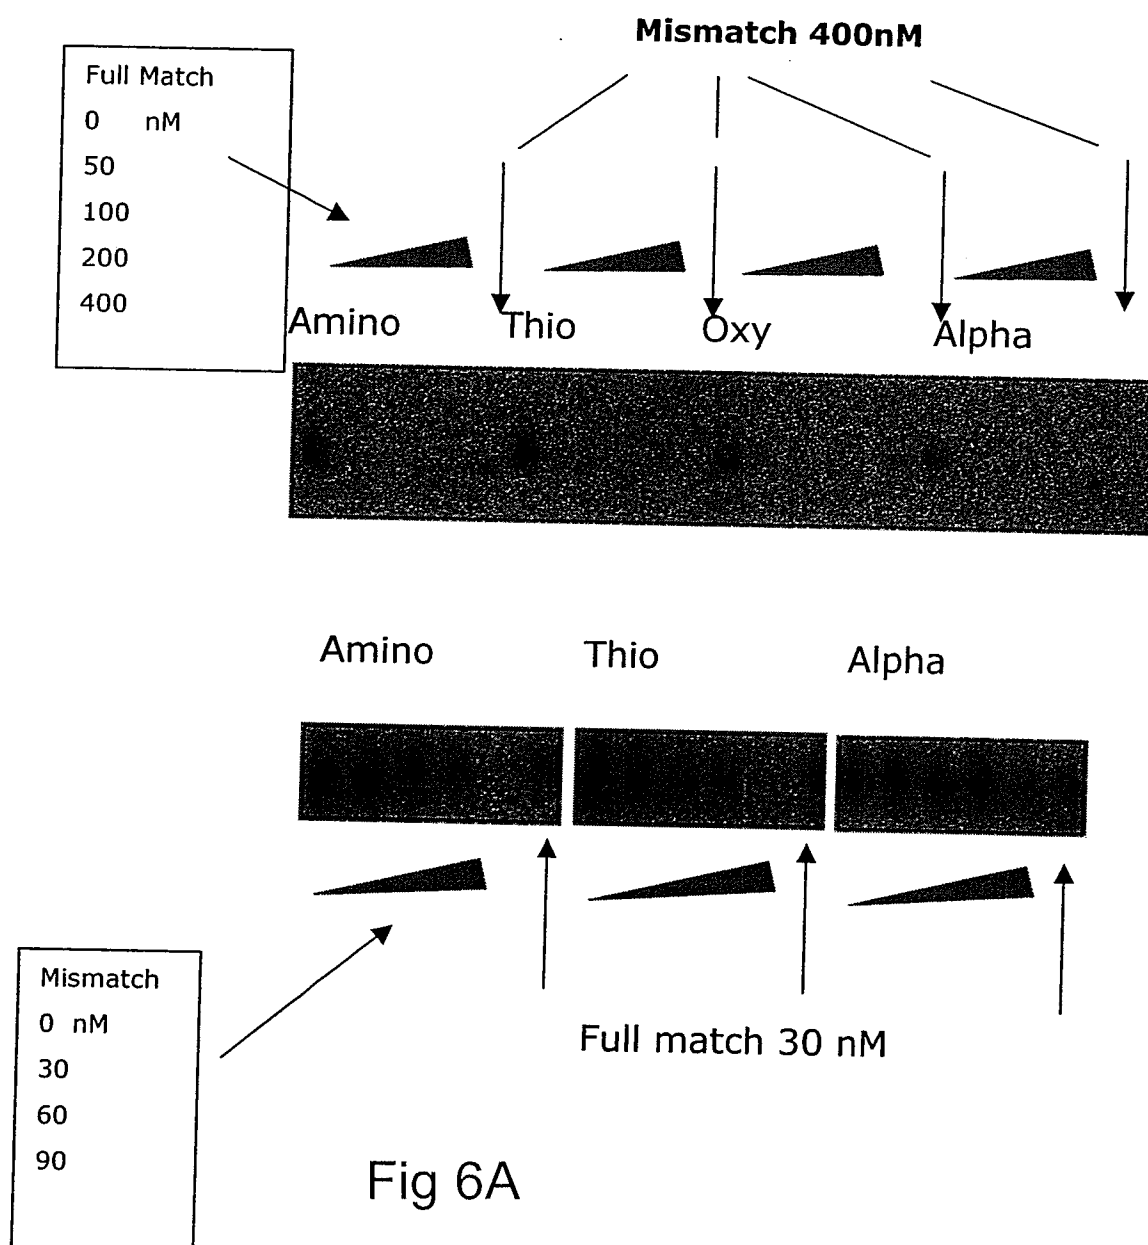 Mismatch 400nM
Full Match
0 nM
50
100
200
400
Amino Thio Oxy Alpha
Amino Thio Alpha
Full match 30 nM
Mismatch
0 nM
30
60
90
Fig 6A